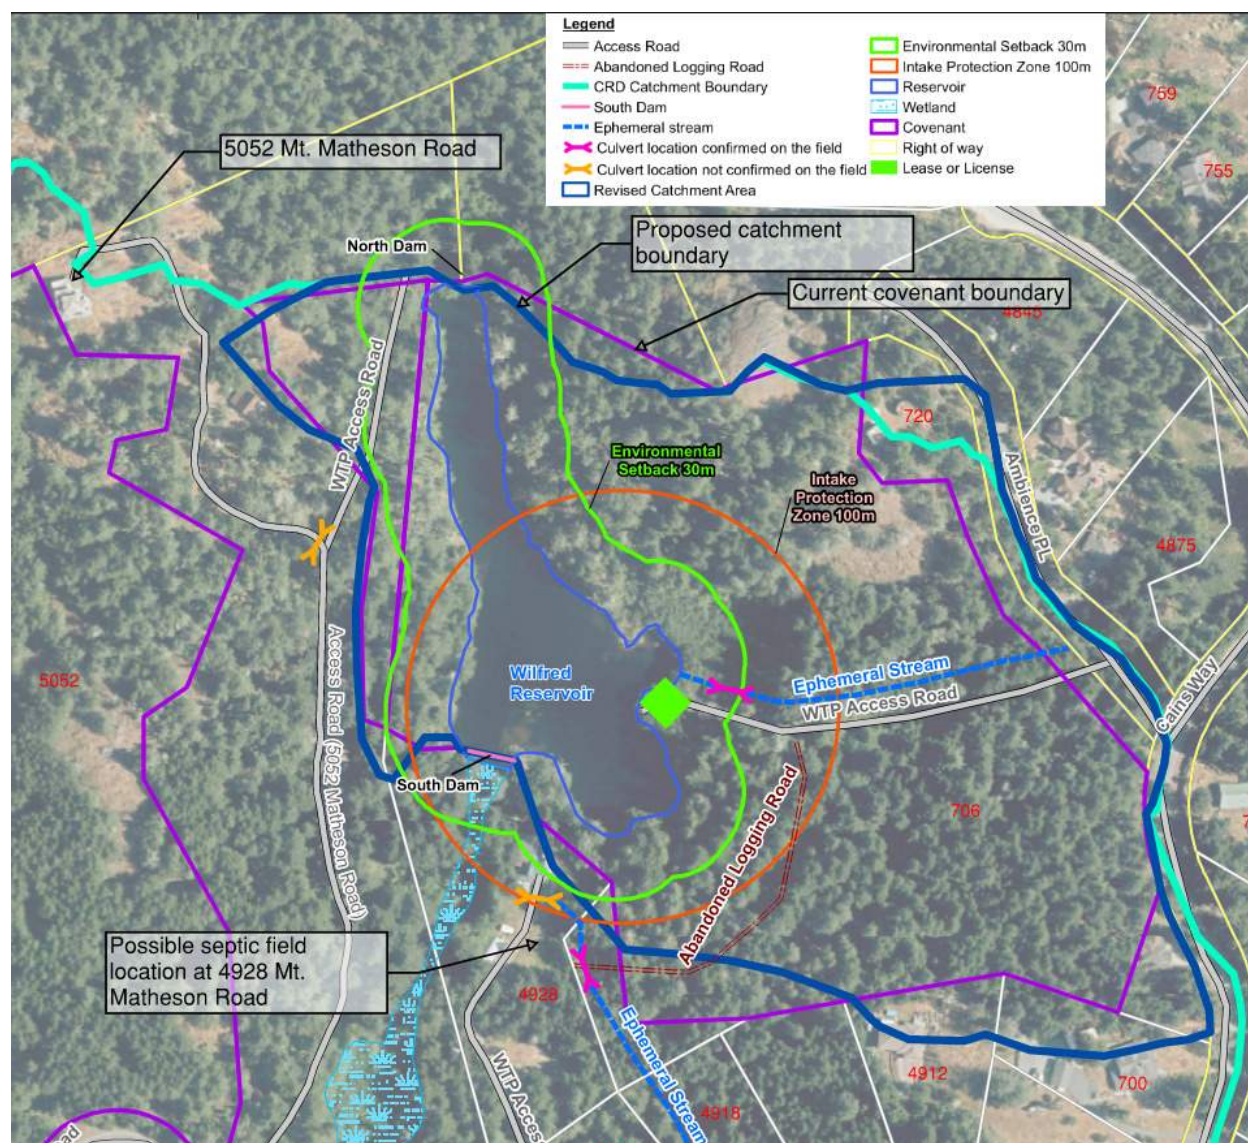 Legend
Access Road
Abandoned Logging Road
CRD Catchment Boundary
South Dam
Ephemeral stream
Culvert location confirmed on the field
Culvert location not confirmed on the field
Revised Catchment Area
Environmental Setback 30m
Intake Protection Zone 100m
Reservoir
Wetland
Covenant
Right of way
Lease or License
759
755
5052 Mt. Matheson Road
North Dam
Proposed catchment
boundary
Current covenant boundary
4845
720
WTP Access Road
Environmental
Setback 30m
Intake
Protection
Zone 100m
Ambience PL
4875
5052
Access Road (5052 Matheson Road)
Wilfred
Reservoir
Ephemeral Stream
WTP Access Road
Cains Way
South Dam
Abandoned Logging Road
706
Possible septic field
location at 4928 Mt.
Matheson Road
4928
Ephemeral Stream
WTP Access
4912
700
4918